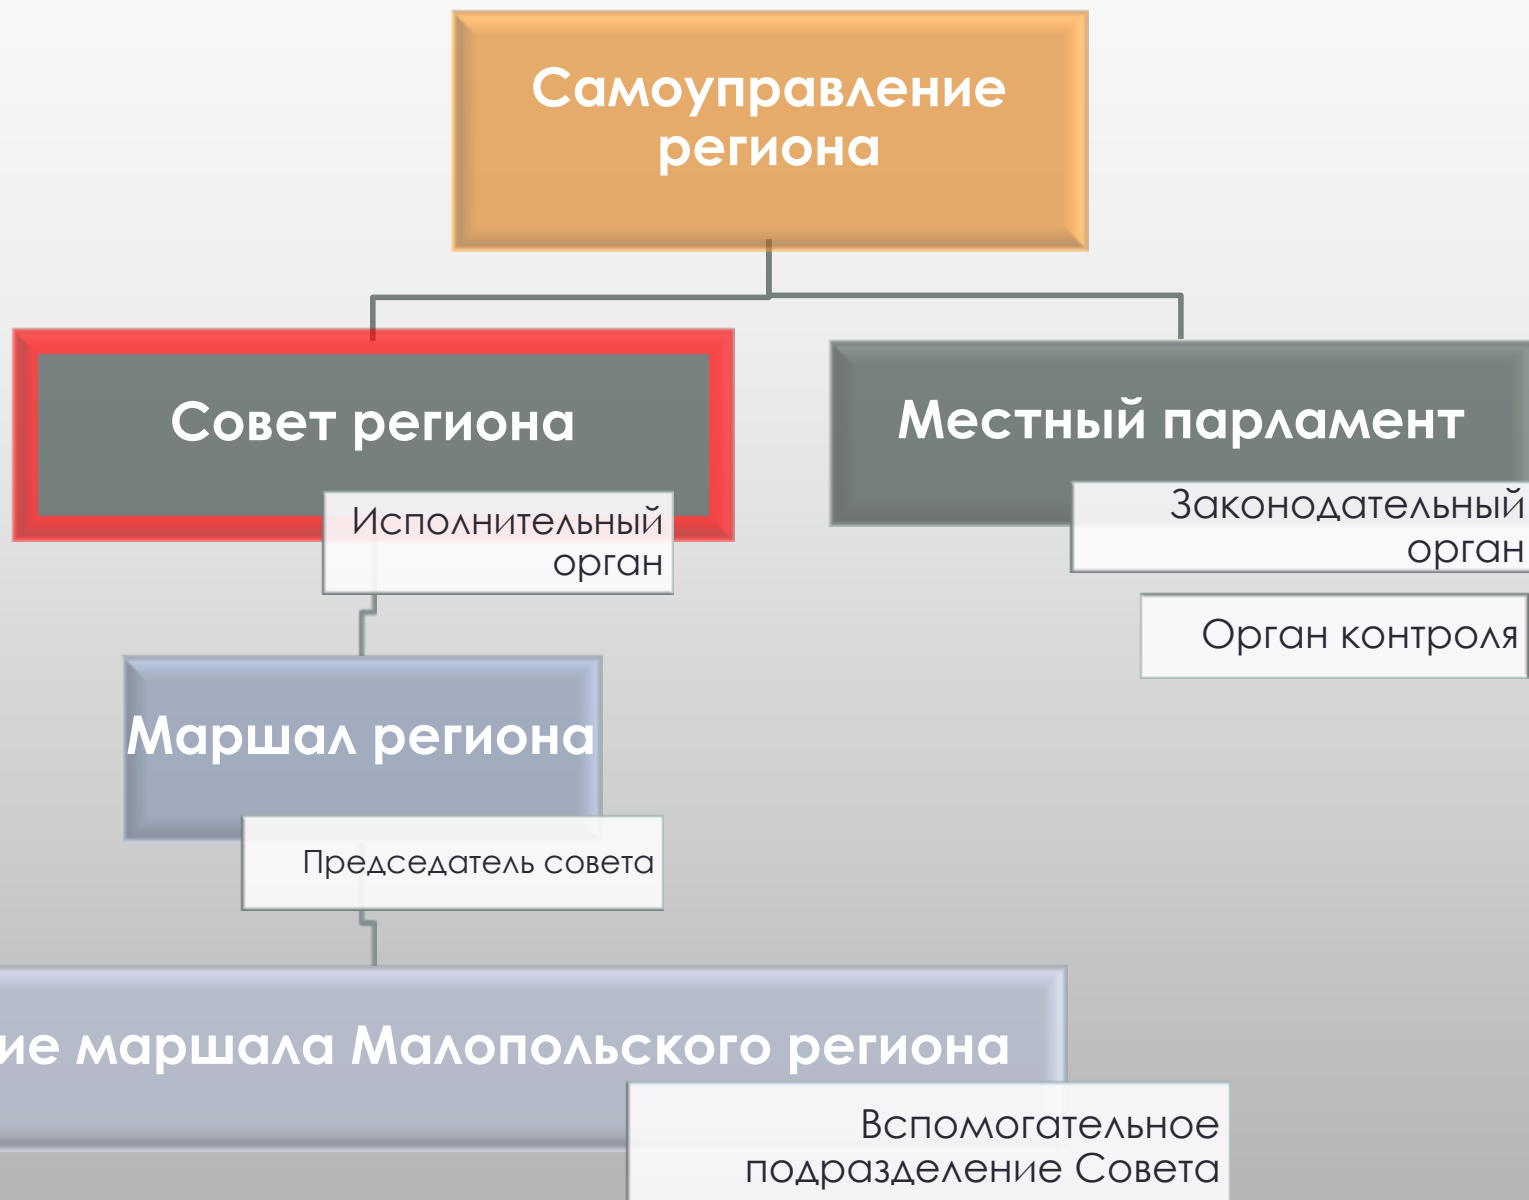 Самоуправление
региона
Совет региона
Исполнительный
орган
Местный парламент
Законодательный
орган
Орган контроля
Маршал региона
Председатель совета
маршала Малопольского региона
Вспомогательное
подразделение Совета